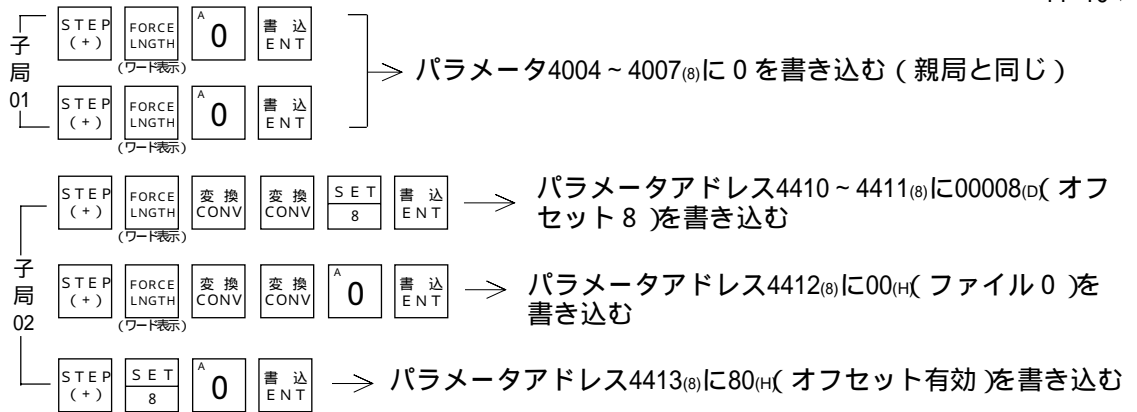 子局01
STEP(+) FORCE LNGTH A 0 書込 ENT
(ワード表示)
パラメータ4004~4007(8)に0を書き込む(親局と同じ)
STEP(+) FORCE LNGTH A 0 書込 ENT
(ワード表示)
子局02
STEP(+) FORCE LNGTH 変換 CONV 変換 CONV SET 8 書込 ENT
(ワード表示)
パラメータアドレス4410~4411(8)に00008(D)(オフ
セット8)を書き込む
STEP(+) FORCE LNGTH 変換 CONV 変換 CONV A 0 書込 ENT
(ワード表示)
パラメータアドレス4412(8)に00(H)(ファイル0)を
書き込む
STEP(+) SET 8 A 0 書込 ENT
パラメータアドレス4413(8)に80(H)(オフセット有効)を書き込む